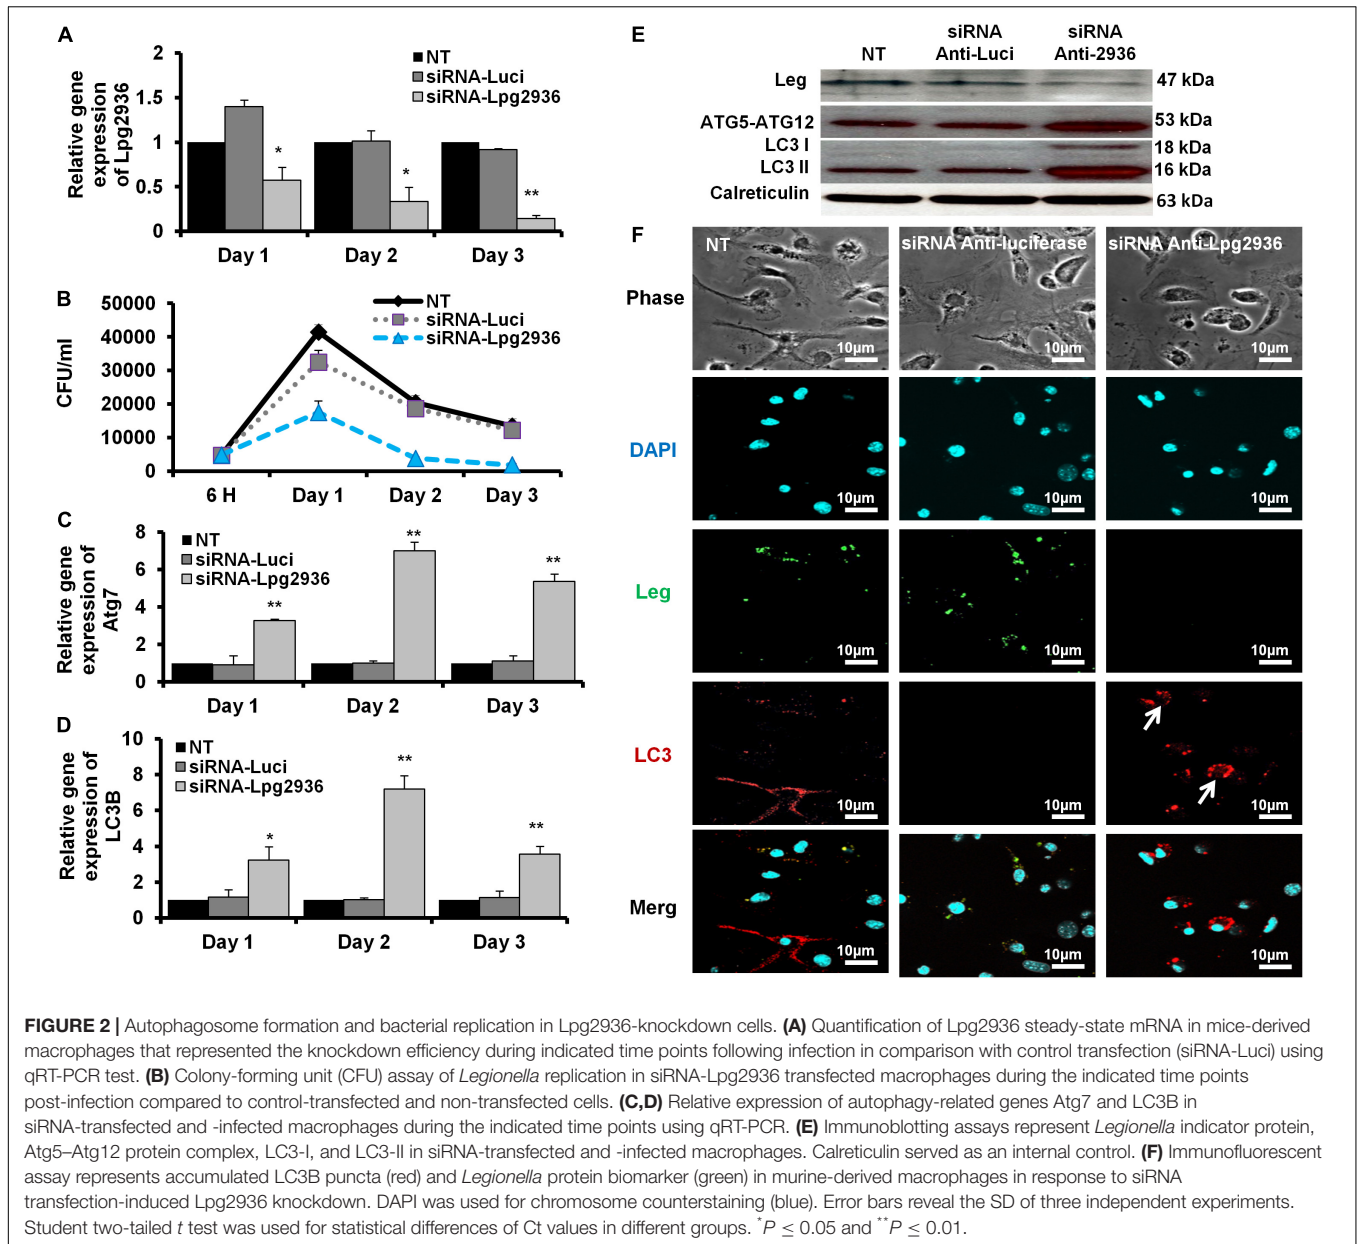 A
Relative gene
expression
of Lpg2936
2
1.5
1
0.5
0
NT
siRNA-Luci
siRNA-Lpg2936
*
*
**
Day 1 Day 2 Day 3
B
CFU/ml
50000
40000
30000
20000
10000
0
NT
siRNA-Luci
siRNA-Lpg2936
6 H Day 1 Day 2 Day 3
C
Relative gene
expression of
Atg7
8
6
4
2
0
NT
siRNA-Luci
siRNA-Lpg2936
**
**
**
Day 1 Day 2 Day 3
D
Relative gene
expression of
LC3B
10
8
6
4
2
0
NT
siRNA-Luci
siRNA-Lpg2936
*
**
**
Day 1 Day 2 Day 3
E
NT
siRNA
Anti-Luci
siRNA
Anti-2936
Leg 47 kDa
ATG5-ATG12 53 kDa
LC3 I 18 kDa
LC3 II 16 kDa
Calreticulin 63 kDa
F
NT siRNA Anti-luciferase siRNA Anti-Lpg2936
Phase
10µm 10µm 10µm
DAPI
10µm 10µm 10µm
Leg
10µm 10µm 10µm
LC3
10µm 10µm 10µm
Merg
10µm 10µm 10µm
FIGURE 2 | Autophagosome formation and bacterial replication in Lpg2936-knockdown cells. (A) Quantification of Lpg2936 steady-state mRNA in mice-derived
macrophages that represented the knockdown efficiency during indicated time points following infection in comparison with control transfection (siRNA-Luci) using
qRT-PCR test. (B) Colony-forming unit (CFU) assay of Legionella replication in siRNA-Lpg2936 transfected macrophages during the indicated time points
post-infection compared to control-transfected and non-transfected cells. (C,D) Relative expression of autophagy-related genes Atg7 and LC3B in
siRNA-transfected and -infected macrophages during the indicated time points using qRT-PCR. (E) Immunoblotting assays represent Legionella indicator protein,
Atg5–Atg12 protein complex, LC3-I, and LC3-II in siRNA-transfected and -infected macrophages. Calreticulin served as an internal control. (F) Immunofluorescent
assay represents accumulated LC3B puncta (red) and Legionella protein biomarker (green) in murine-derived macrophages in response to siRNA
transfection-induced Lpg2936 knockdown. DAPI was used for chromosome counterstaining (blue). Error bars reveal the SD of three independent experiments.
Student two-tailed t test was used for statistical differences of Ct values in different groups. *P ≤ 0.05 and **P ≤ 0.01.